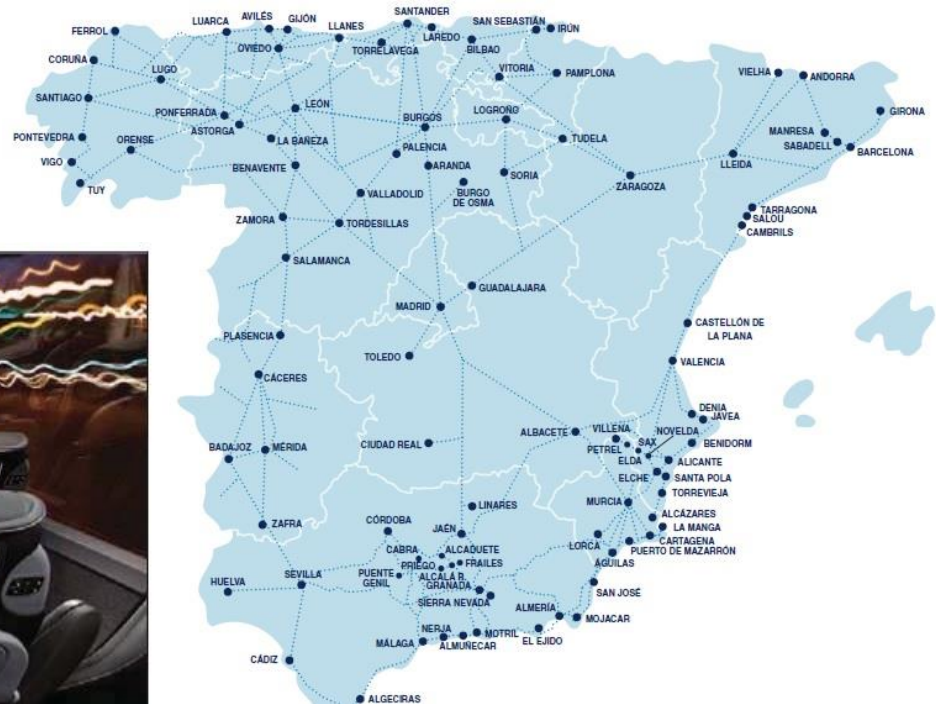 SANTANDER
AVILÉS
GIJÓN
SAN SEBASTIÁN
LUARCA
LLANES
LAREDO
IRÚN
FERROL
OVIEDO
TORRELAVEGA
BILBAO
CORUÑA
LUGO
VITORIA
PAMPLONA
VIELHA
ANDORRA
SANTIAGO
LEÓN
LOGROÑO
GIRONA
PONFERRADA
BURGOS
ASTORGA
MANRESA
PONTEVEDRA
ORENSE
LA BAÑEZA
TUDELA
SABADELL
PALENCIA
BARCELONA
VIGO
BENAVENTE
ARANDA
SORIA
LLEIDA
TUY
VALLADOLID
BURGO
DE OSMA
ZARAGOZA
TARRAGONA
SALOU
CAMBRILS
ZAMORA
TORDESILLAS
SALAMANCA
GUADALAJARA
MADRID
CASTELLÓN DE
LA PLANA
PLASENCIA
TOLEDO
VALENCIA
CÁCERES
DENIA
JÁVEA
NOVELDA
VILLENA
ALBACETE
SAX
BENIDORM
PETREL
BADAJOZ
MÉRIDA
CIUDAD REAL
ELDA
ALICANTE
ELCHE
SANTA POLA
TORREVIEJA
LINARES
MURCIA
ALCÁZARES
ZAFRA
CÓRDOBA
JAÉN
LA MANGA
CARTAGENA
LORCA
PUERTO DE MAZARRÓN
CABRA
ALCAUDETE
PRIEGO
FRAILES
ÁGUILAS
HUELVA
SEVILLA
PUENTE
GENIL
ALCALÁ R.
GRANADA
SAN JOSÉ
SIERRA NEVADA
ALMERÍA
MOJACAR
NERJA
MOTRIL
MÁLAGA
ALMUÑECAR
EL EJIDO
CÁDIZ
ALGECIRAS